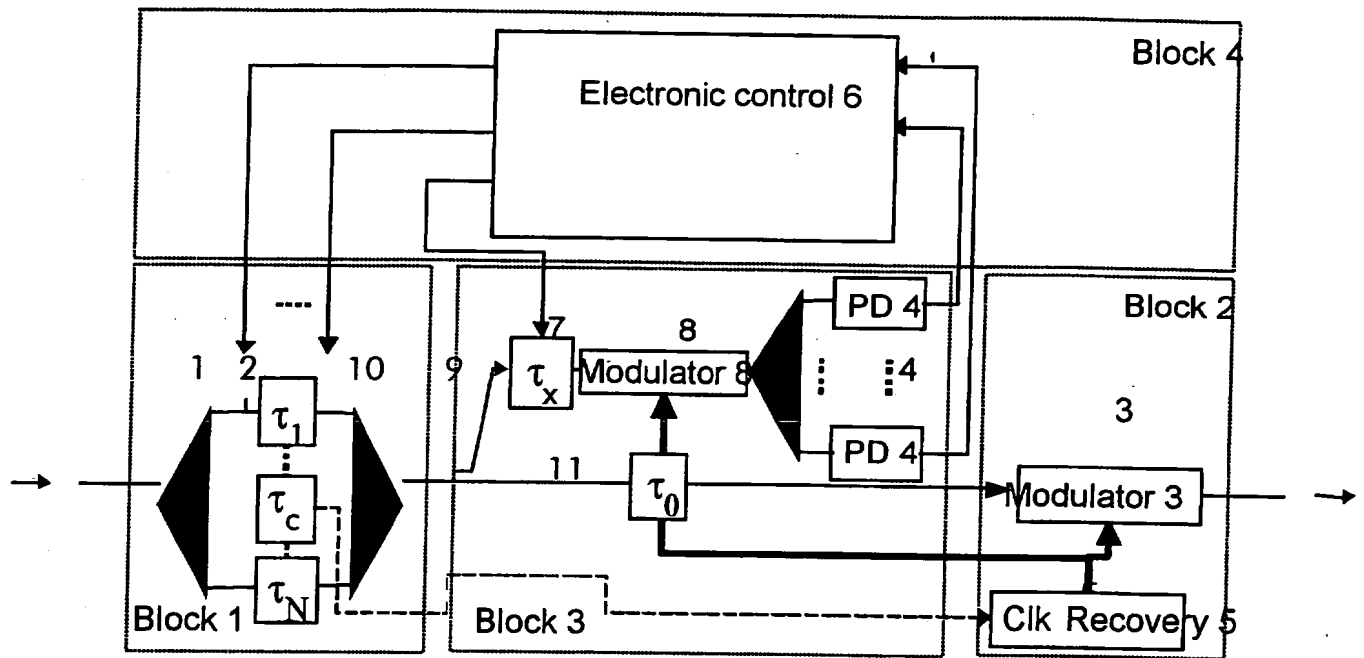 Block 4
Electronic control 6
Block 2
PD 4
7
8
1
2
10
9
τx
Modulator 8
4
τ1
3
PD 4
11
τ0
Modulator 3
τc
τN
Block 1
Block 3
Clk Recovery 5